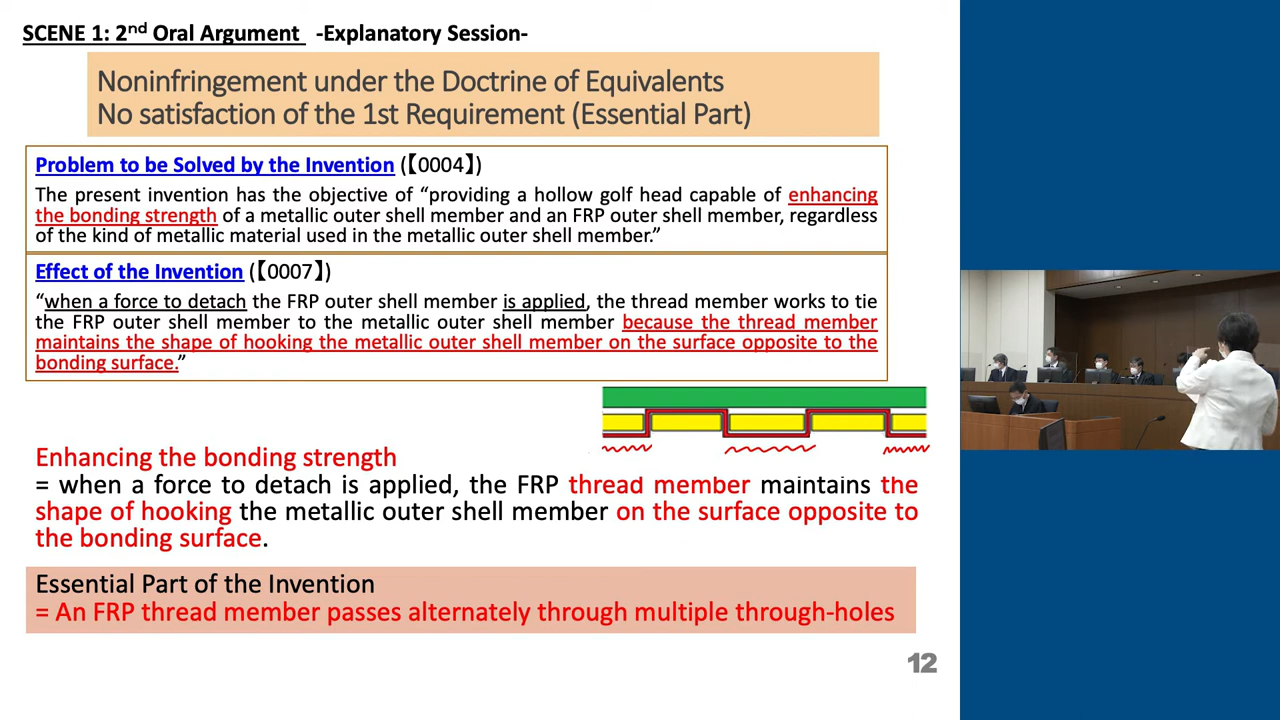 SCENE 1: 2nd Oral Argument -Explanatory Session-
Noninfringement under the Doctrine of Equivalents
No satisfaction of the 1st Requirement (Essential Part)
Problem to be Solved by the Invention (【0004】)
The present invention has the objective of “providing a hollow golf head capable of enhancing
the bonding strength of a metallic outer shell member and an FRP outer shell member, regardless
of the kind of metallic material used in the metallic outer shell member.”
Effect of the Invention (【0007】)
“when a force to detach the FRP outer shell member is applied, the thread member works to tie
the FRP outer shell member to the metallic outer shell member because the thread member
maintains the shape of hooking the metallic outer shell member on the surface opposite to the
bonding surface.”
Enhancing the bonding strength
= when a force to detach is applied, the FRP thread member maintains the
shape of hooking the metallic outer shell member on the surface opposite to
the bonding surface.
Essential Part of the Invention
= An FRP thread member passes alternately through multiple through-holes
12